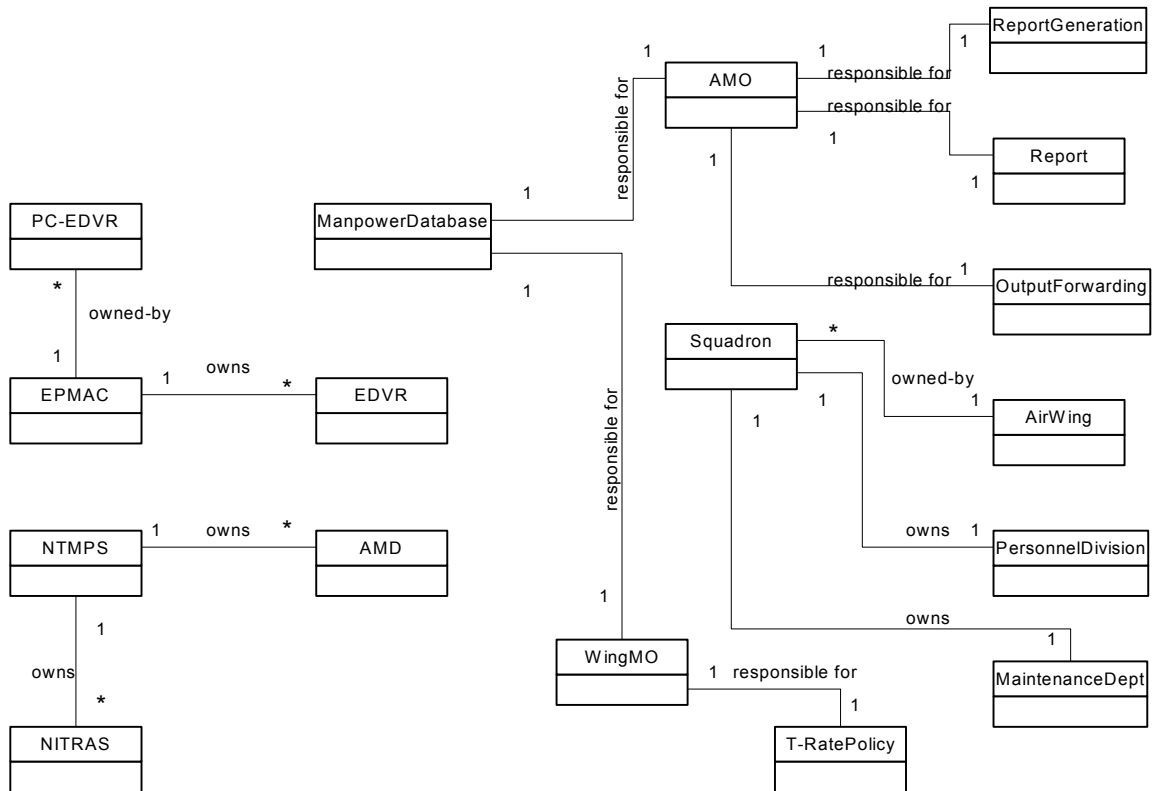 ReportGeneration
1
1
1
responsible for
AMO
responsible for
responsible for
1
Report
1
1
1
PC-EDVR
ManpowerDatabase
*
1
owned-by
responsible for
1
OutputForwarding
Squadron
*
1
owns
*
1
EPMAC
EDVR
responsible for
owned-by
1
1
1
AirWing
1
owns
*
NTMPS
AMD
owns
1
PersonnelDivision
1
1
owns
1
owns
*
WingMO
1
responsible for
1
MaintenanceDept
NITRAS
T-RatePolicy